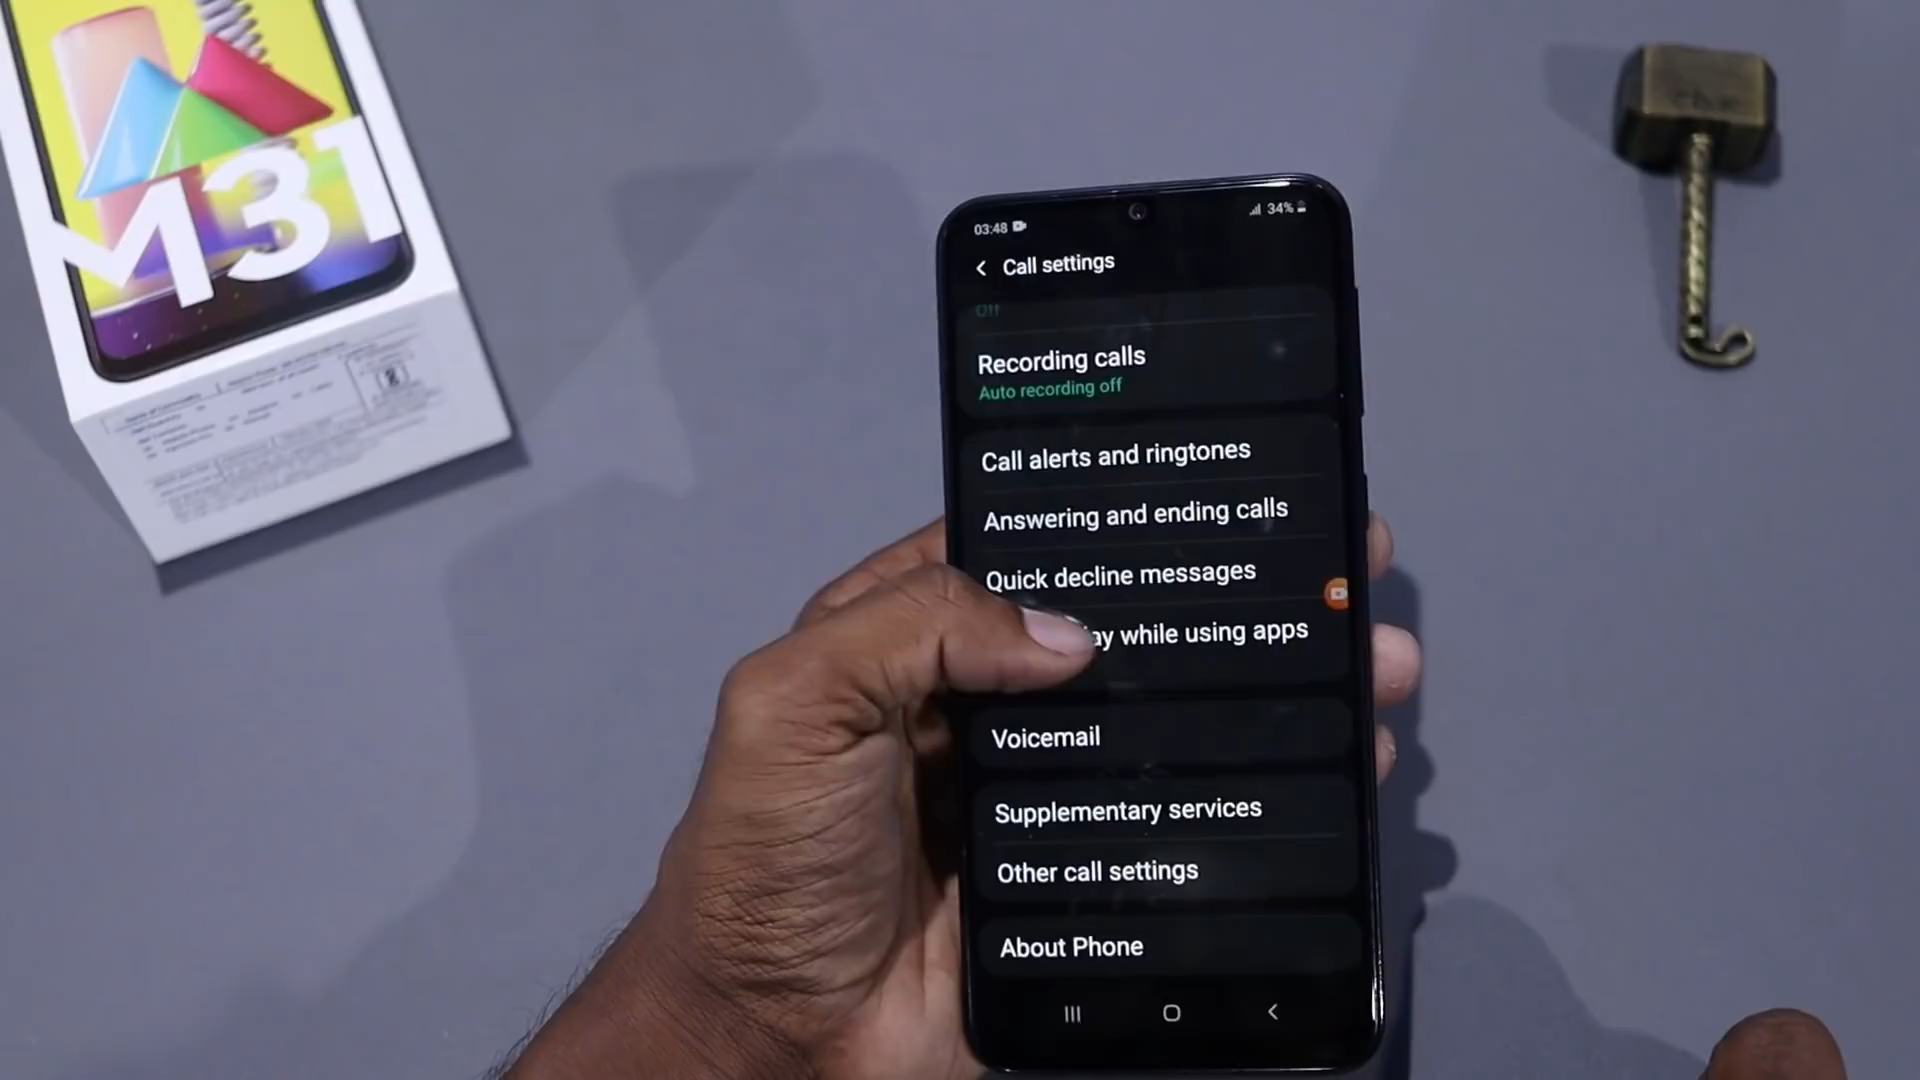 M31
03:48
34%
Call settings
Off
Recording calls
Auto recording off
Call alerts and ringtones
Answering and ending calls
Quick decline messages
while using apps
Voicemail
Supplementary services
Other call settings
About Phone